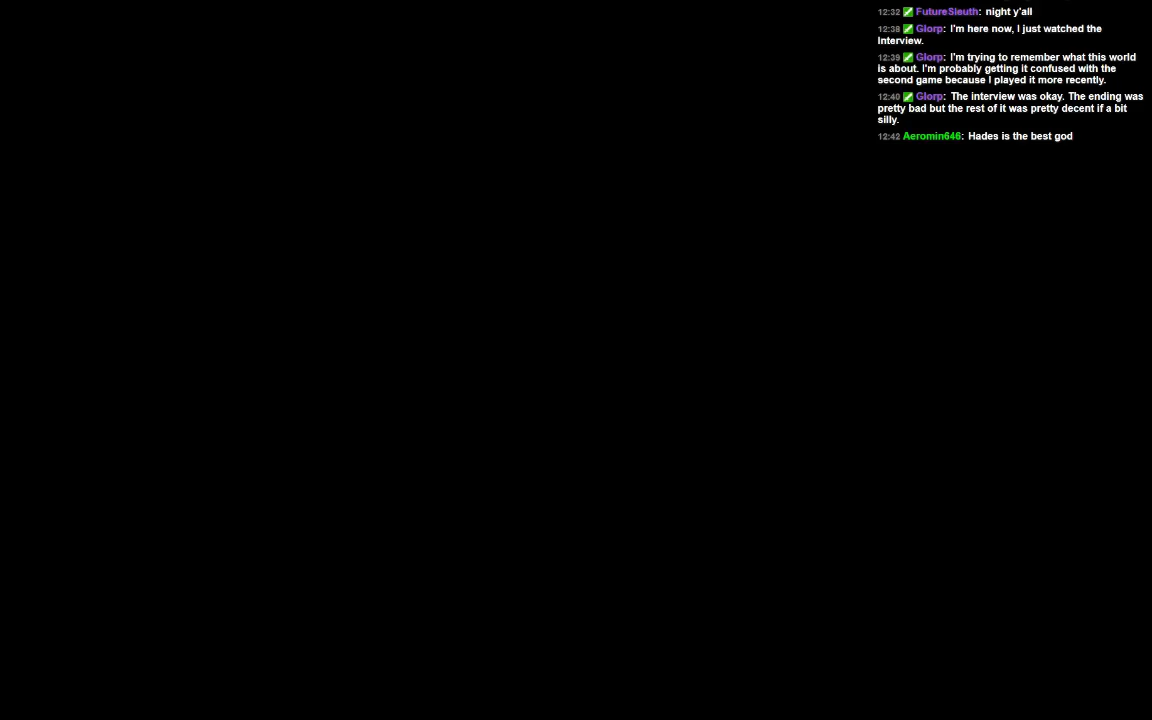 12:32 FutureSleuth: night y'all
12:38 Glorp: I'm here now, I just watched the
Interview.
12:39 Glorp: I'm trying to remember what this world
is about. I'm probably getting it confused with the
second game because I played it more recently.
12:40 Glorp: The interview was okay. The ending was
pretty bad but the rest of it was pretty decent if a bit
silly.
12:42 Aeromin646: Hades is the best god